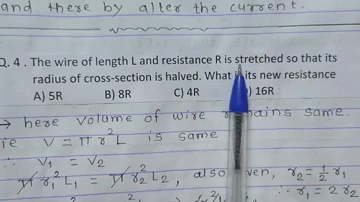 and there by alter the current.
Q. 4 . The wire of length L and resistance R is stretched so that its
radius of cross-section is halved. What is its new resistance
A) 5R B) 8R C) 4R D) 16R
→ here volume of wire remains same.
ie V = π r² L is same
∴ V₁ = V₂
π r₁² L₁ = π r₂² L₂ , also given, r₂ = ½ r₁
∴ r₁ = 2 r₂